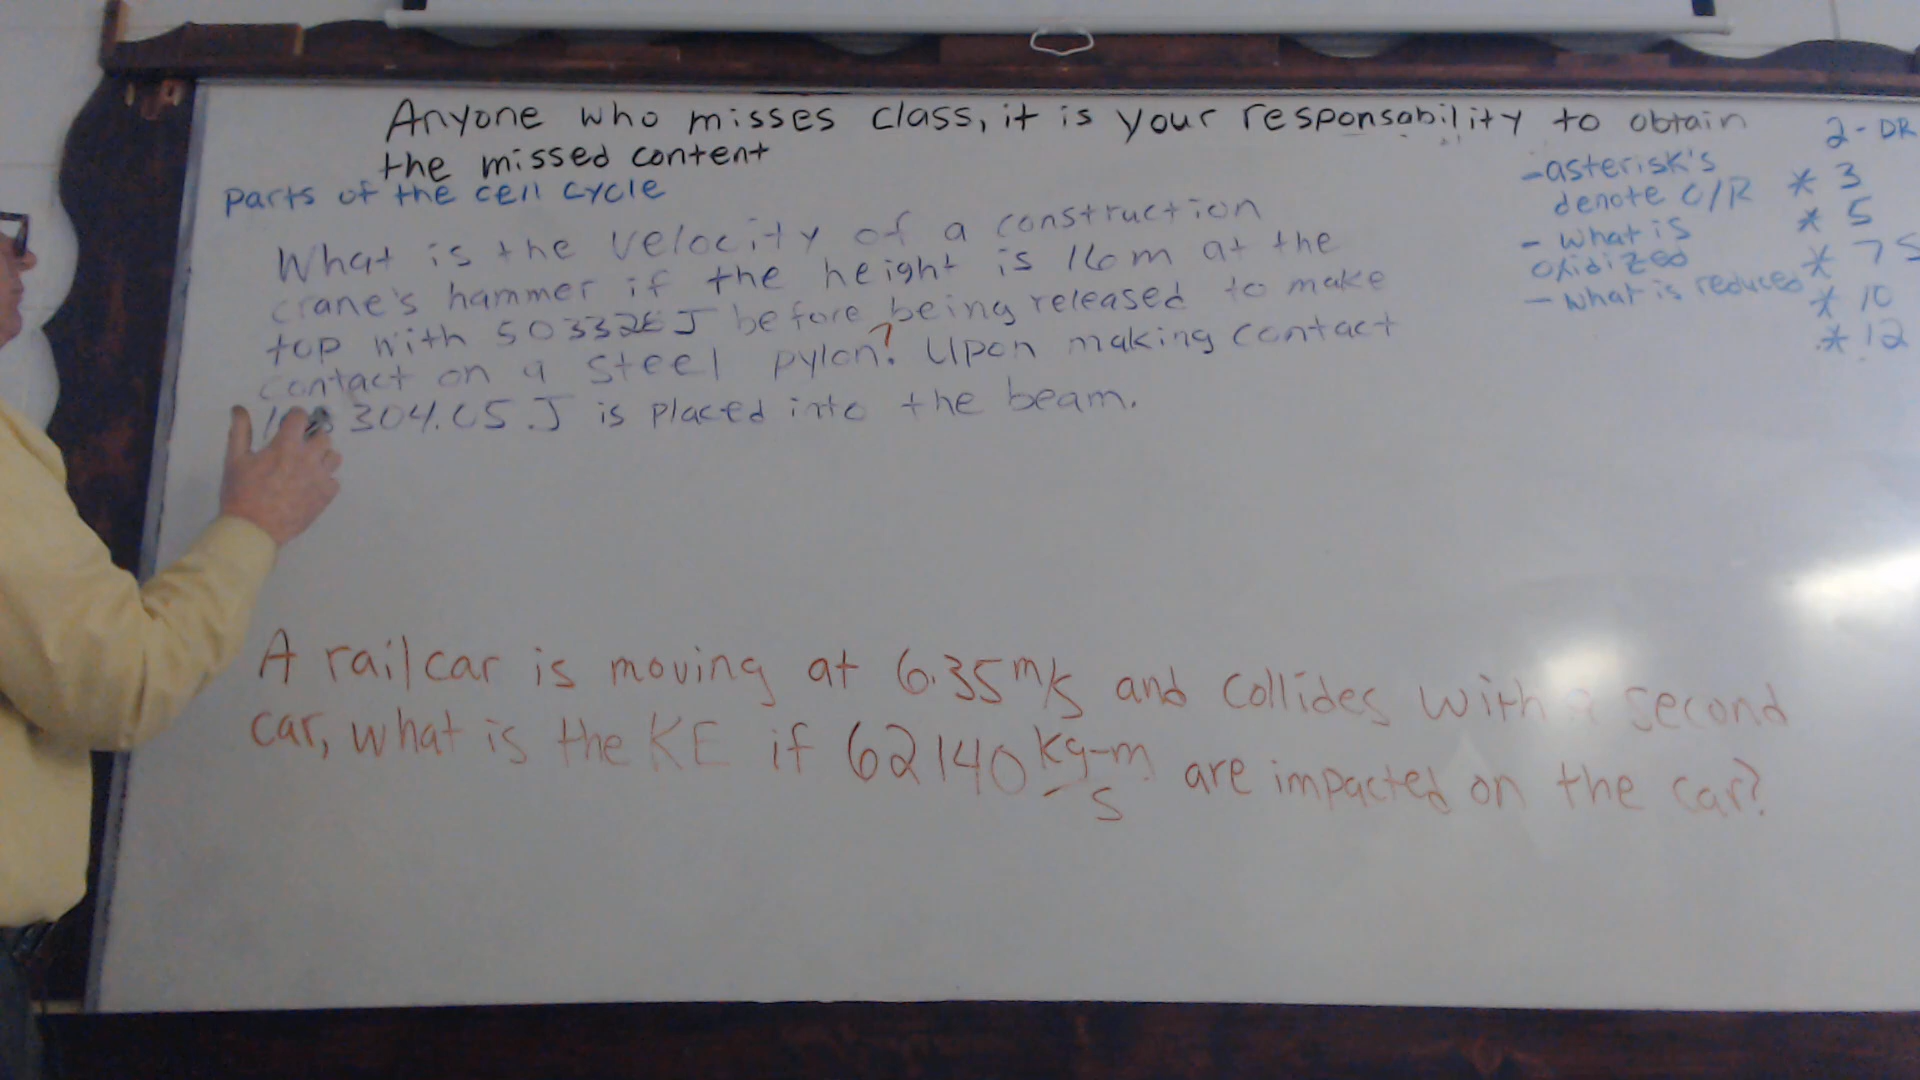 Anyone who misses class, it is your responsability to obtain
the missed content
parts of the cell cycle
What is the velocity of a construction
crane's hammer if the height is 16m at the
top with 50332 J before being released to make
contact on a steel pylon? Upon making contact
304.05 J is placed into the beam.
A railcar is moving at 6.35 m/s and collides with a second
car, what is the KE if 62140 kg-m/s are impacted on the car?
2-DR
-asterisk's
denote O/R
- what is
oxidized
- what is reduced
* 3
* 5
* 7 S
* 10
* 12